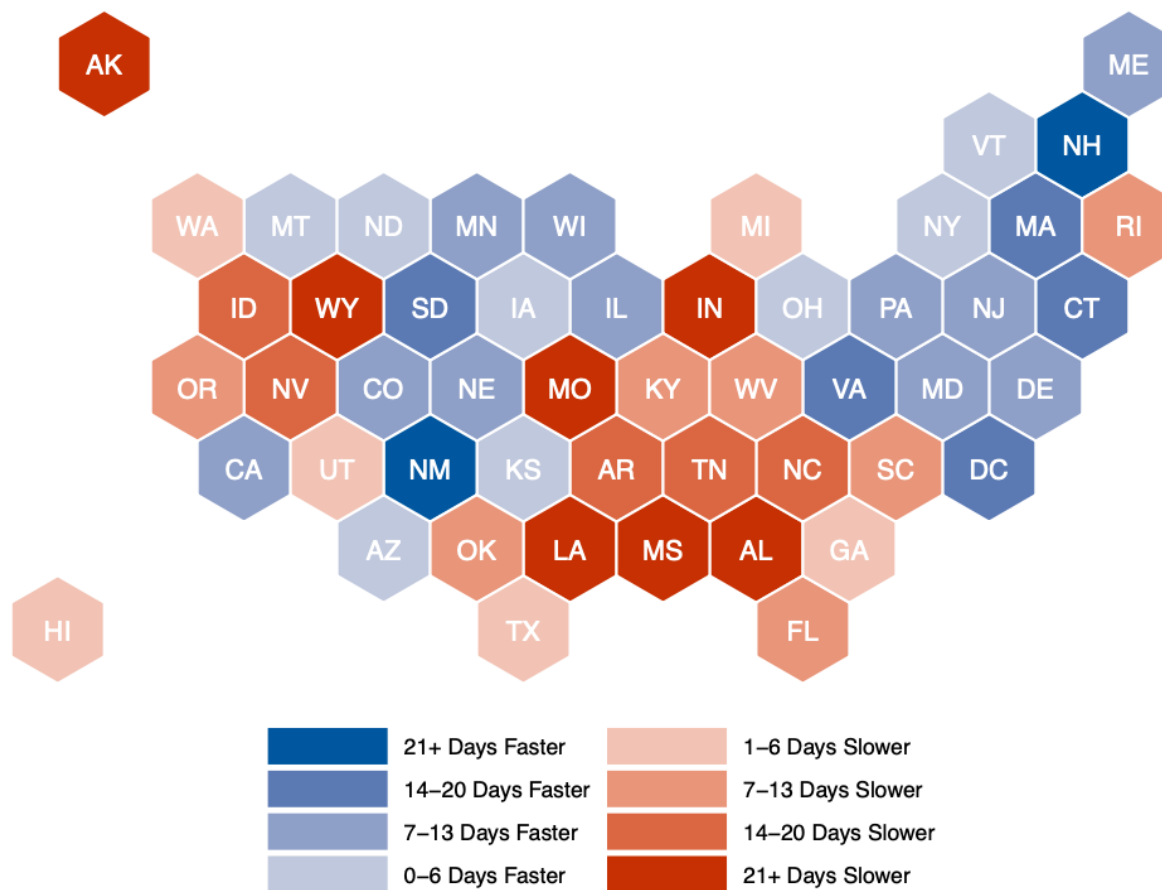 AK
ME
VT NH
WA MT ND MN WI MI NY MA RI
ID WY SD IA IL IN OH PA NJ CT
OR NV CO NE MO KY WV VA MD DE
CA UT NM KS AR TN NC SC DC
AZ OK LA MS AL GA
HI TX FL
21+ Days Faster
14–20 Days Faster
7–13 Days Faster
0–6 Days Faster
1–6 Days Slower
7–13 Days Slower
14–20 Days Slower
21+ Days Slower